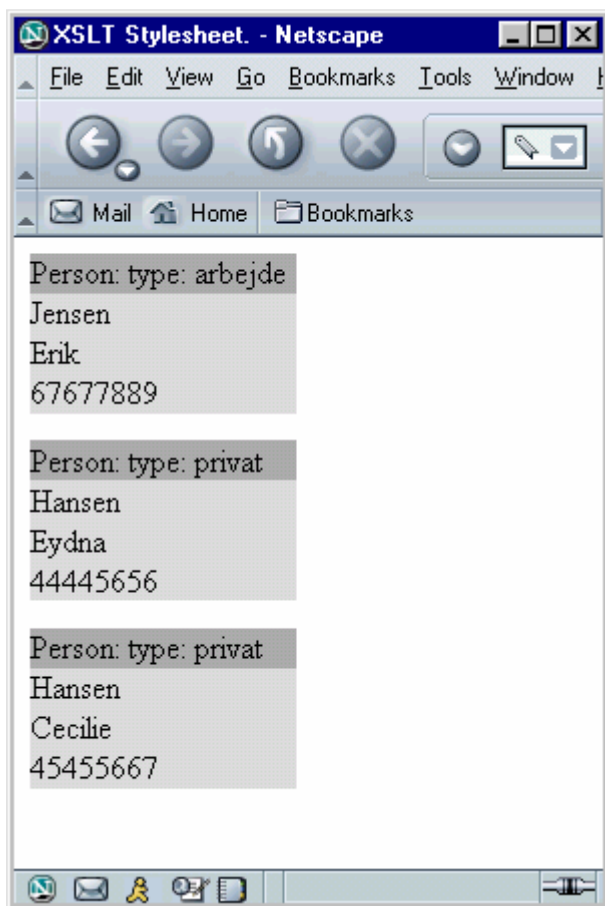 XSLT Stylesheet. - Netscape
File Edit View Go Bookmarks Tools Window
Mail Home Bookmarks
Person: type: arbejde
Jensen
Erik
67677889
Person: type: privat
Hansen
Eydna
44445656
Person: type: privat
Hansen
Cecilie
45455667